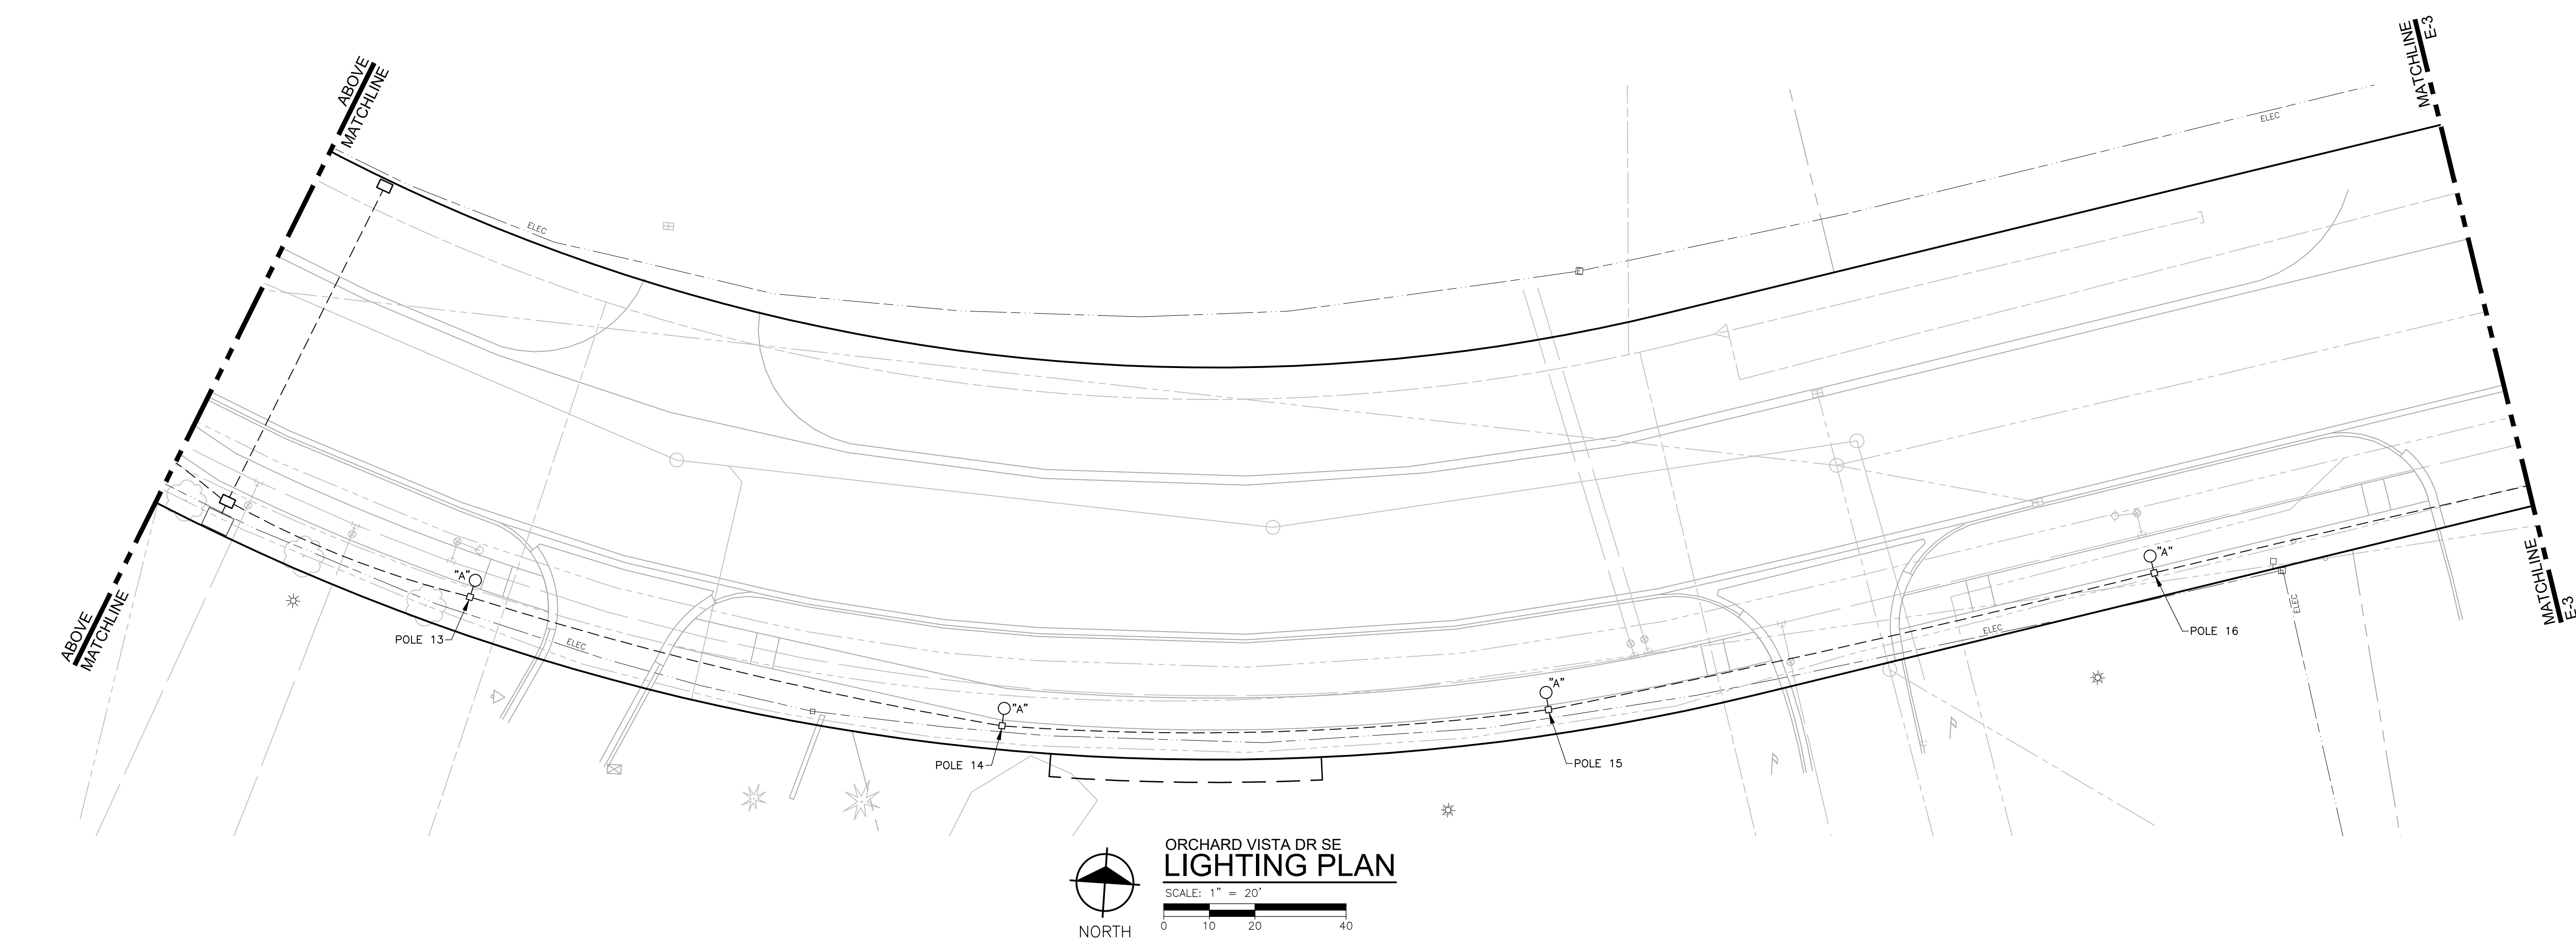 ABOVE
MATCHLINE
MATCHLINE
E-3
ELEC
ELEC
E
"A"
POLE 13
ELEC
"A"
POLE 14
"A"
POLE 15
"A"
POLE 16
ELEC
ELEC
E
ABOVE
MATCHLINE
MATCHLINE
E-3
ORCHARD VISTA DR SE
LIGHTING PLAN
SCALE: 1" = 20'
0 10 20 40
NORTH